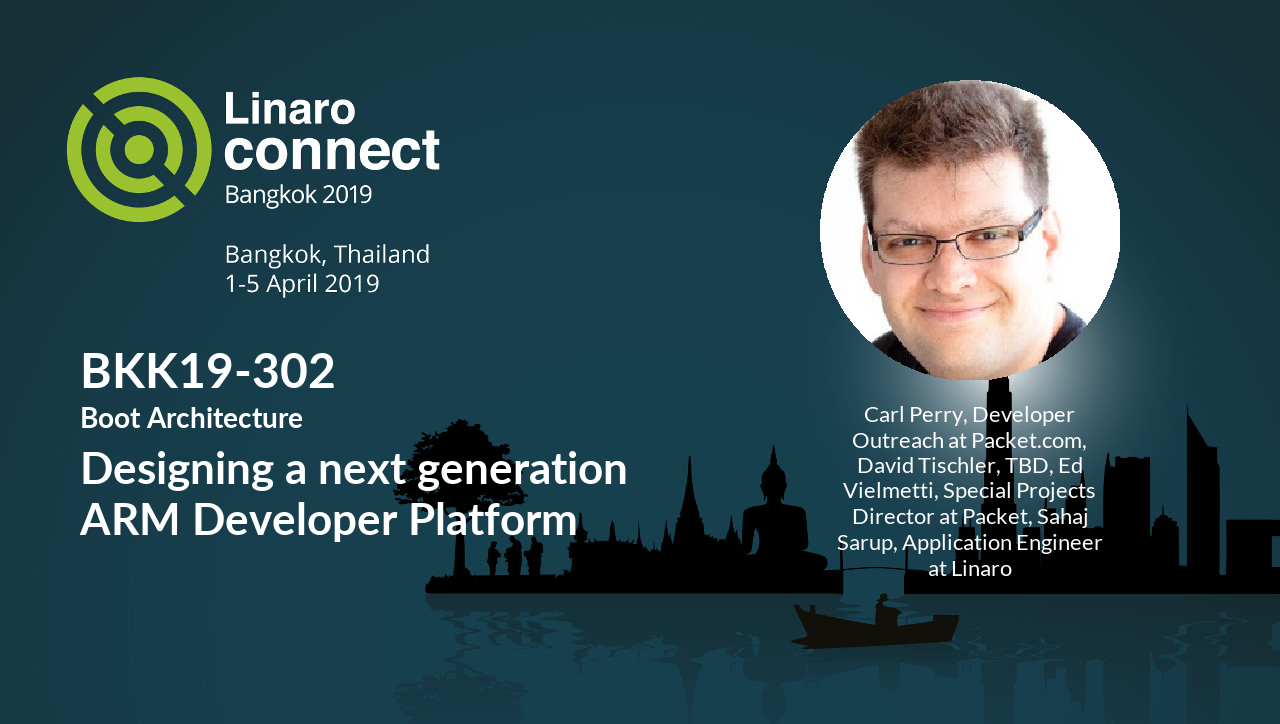 Linaro
connect
Bangkok 2019
Bangkok, Thailand
1-5 April 2019
BKK19-302
Boot Architecture
Designing a next generation
ARM Developer Platform
Carl Perry, Developer
Outreach at Packet.com,
David Tischler, TBD, Ed
Vielmetti, Special Projects
Director at Packet, Sahaj
Sarup, Application Engineer
at Linaro